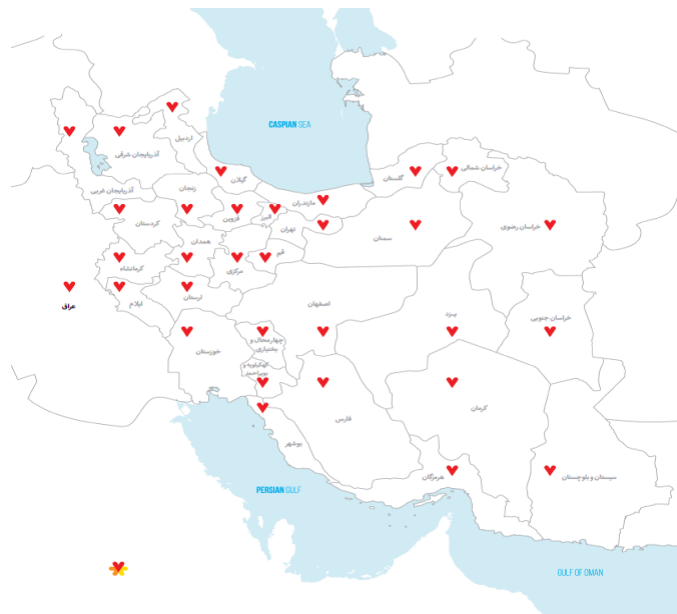 CASPIAN SEA
اردبیل
آذربایجان شرقی
خراسان شمالی
گلستان
گیلان
زنجان
آذربایجان غربی
مازندران
البرز
قزوین
کردستان
تهران
خراسان رضوی
سمنان
همدان
قم
مرکزی
کرمانشاه
لرستان
ایلام
عراق
اصفهان
یزد
خراسان جنوبی
چهارمحال و
بختیاری
خوزستان
کهگیلویه و
بویراحمد
کرمان
فارس
بوشهر
هرمزگان
سیستان و بلوچستان
PERSIAN GULF
GULF OF OMAN